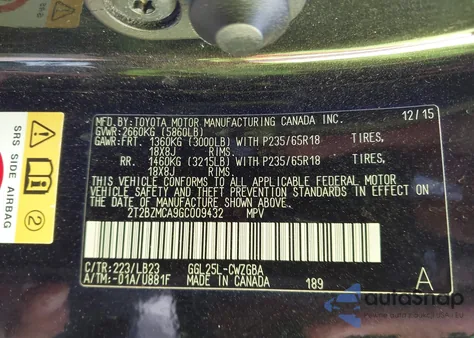 MFD. BY: TOYOTA MOTOR MANUFACTURING CANADA INC. 12/15
GVWR: 2660KG (5860LB)
GAWR: FRT. 1360KG (3000LB) WITH P235/65R18 TIRES,
18X8J RIMS,
RR. 1460KG (3215LB) WITH P235/65R18 TIRES,
18X8J RIMS,
THIS VEHICLE CONFORMS TO ALL APPLICABLE FEDERAL MOTOR
VEHICLE SAFETY AND THEFT PREVENTION STANDARDS IN EFFECT ON
THE DATE OF MANUFACTURE SHOWN ABOVE.
2T2BZMCA9GC009432 MPV
C/TR: 223/LB23 GGL25L-CWZGBA
A/TM: -01A/U881F MADE IN CANADA 189 A
SRS SIDE AIRBAG
2
AutoSnap